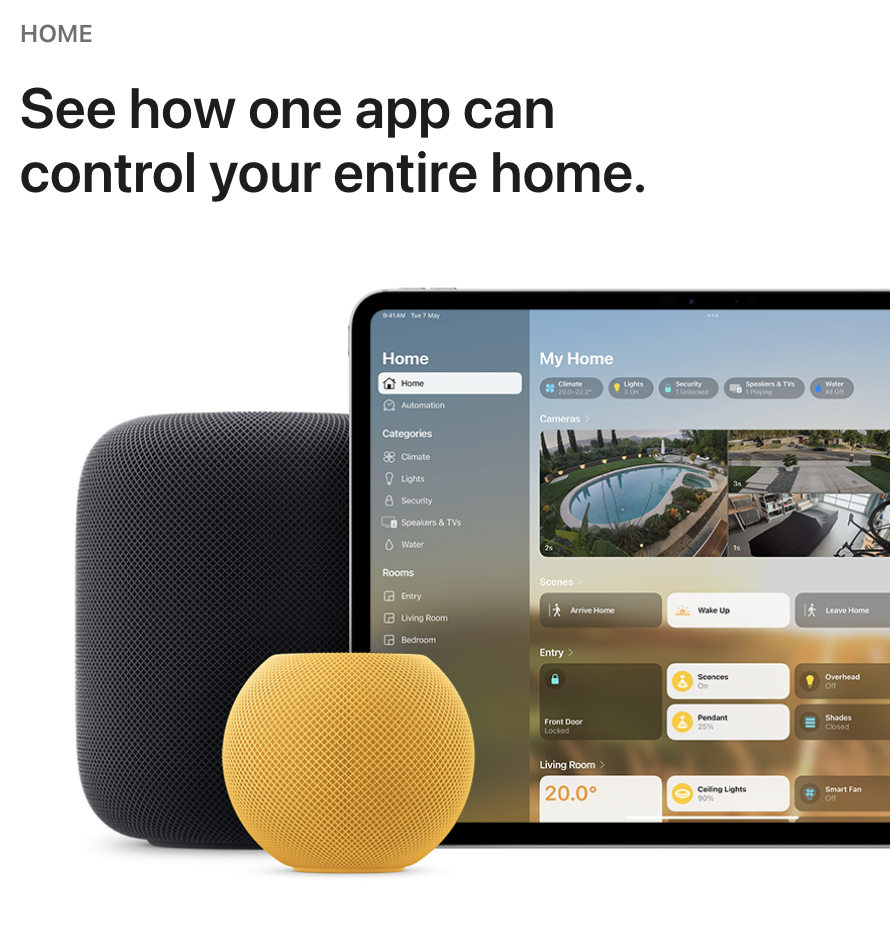 HOME
See how one app can
control your entire home.
9:41AM Tue 7 May
Home
Home
Automation
Categories
Climate
Lights
Security
Speakers & TVs
Water
Rooms
Entry
Living Room
Bedroom
My Home
Climate
20.0–22.2°
Lights
3 On
Security
1 Unlocked
Speakers & TVs
1 Playing
Water
All Off
Cameras
2s
3s
1s
Scenes
Arrive Home
Wake Up
Leave Home
Entry
Front Door
Locked
Sconces
On
Overhead
Off
Pendant
25%
Shades
Closed
Living Room
20.0°
Ceiling Lights
90%
Smart Fan
Off